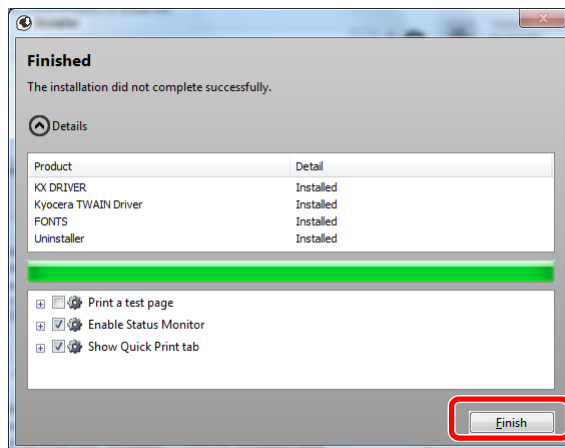 Finished
The installation did not complete successfully.
Details
Product Detail
KX DRIVER Installed
Kyocera TWAIN Driver Installed
FONTS Installed
Uninstaller Installed
Print a test page
Enable Status Monitor
Show Quick Print tab
Finish